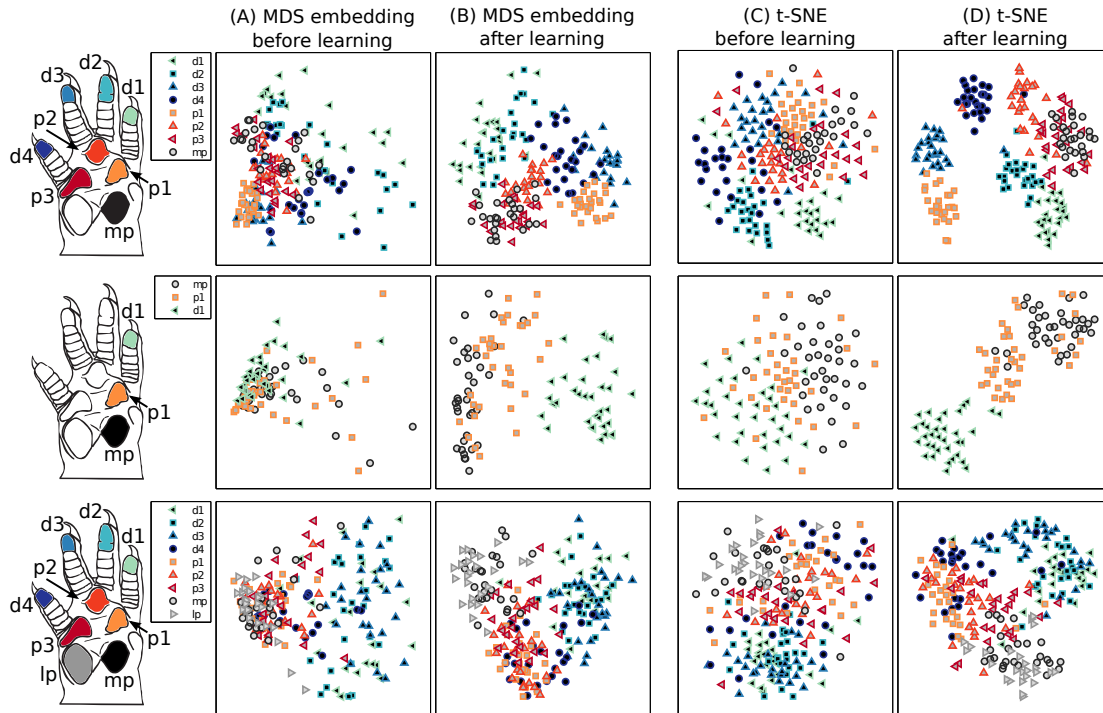 (A) MDS embedding
before learning
(B) MDS embedding
after learning
(C) t-SNE
before learning
(D) t-SNE
after learning
d3
d2
d1
p2
d4
p3
p1
mp
d1
d2
d3
d4
p1
p2
p3
mp
d1
p1
mp
mp
p1
d1
d3
d2
d1
p2
d4
p3
p1
lp
mp
d1
d2
d3
d4
p1
p2
p3
mp
lp